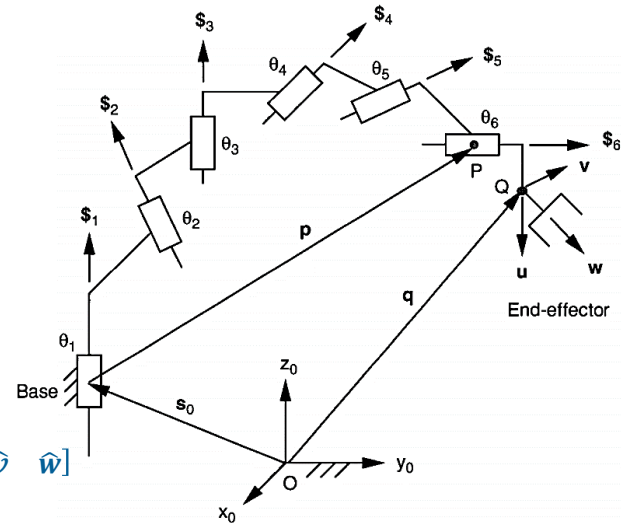 $₄
$₃
θ₄
θ₅
$₅
$₂
θ₃
θ₆
$₆
P
v
Q
$₁
θ₂
p
u
w
q
End-effector
θ₁
z₀
Base
s₀
v̂ ŵ]
O
y₀
x₀